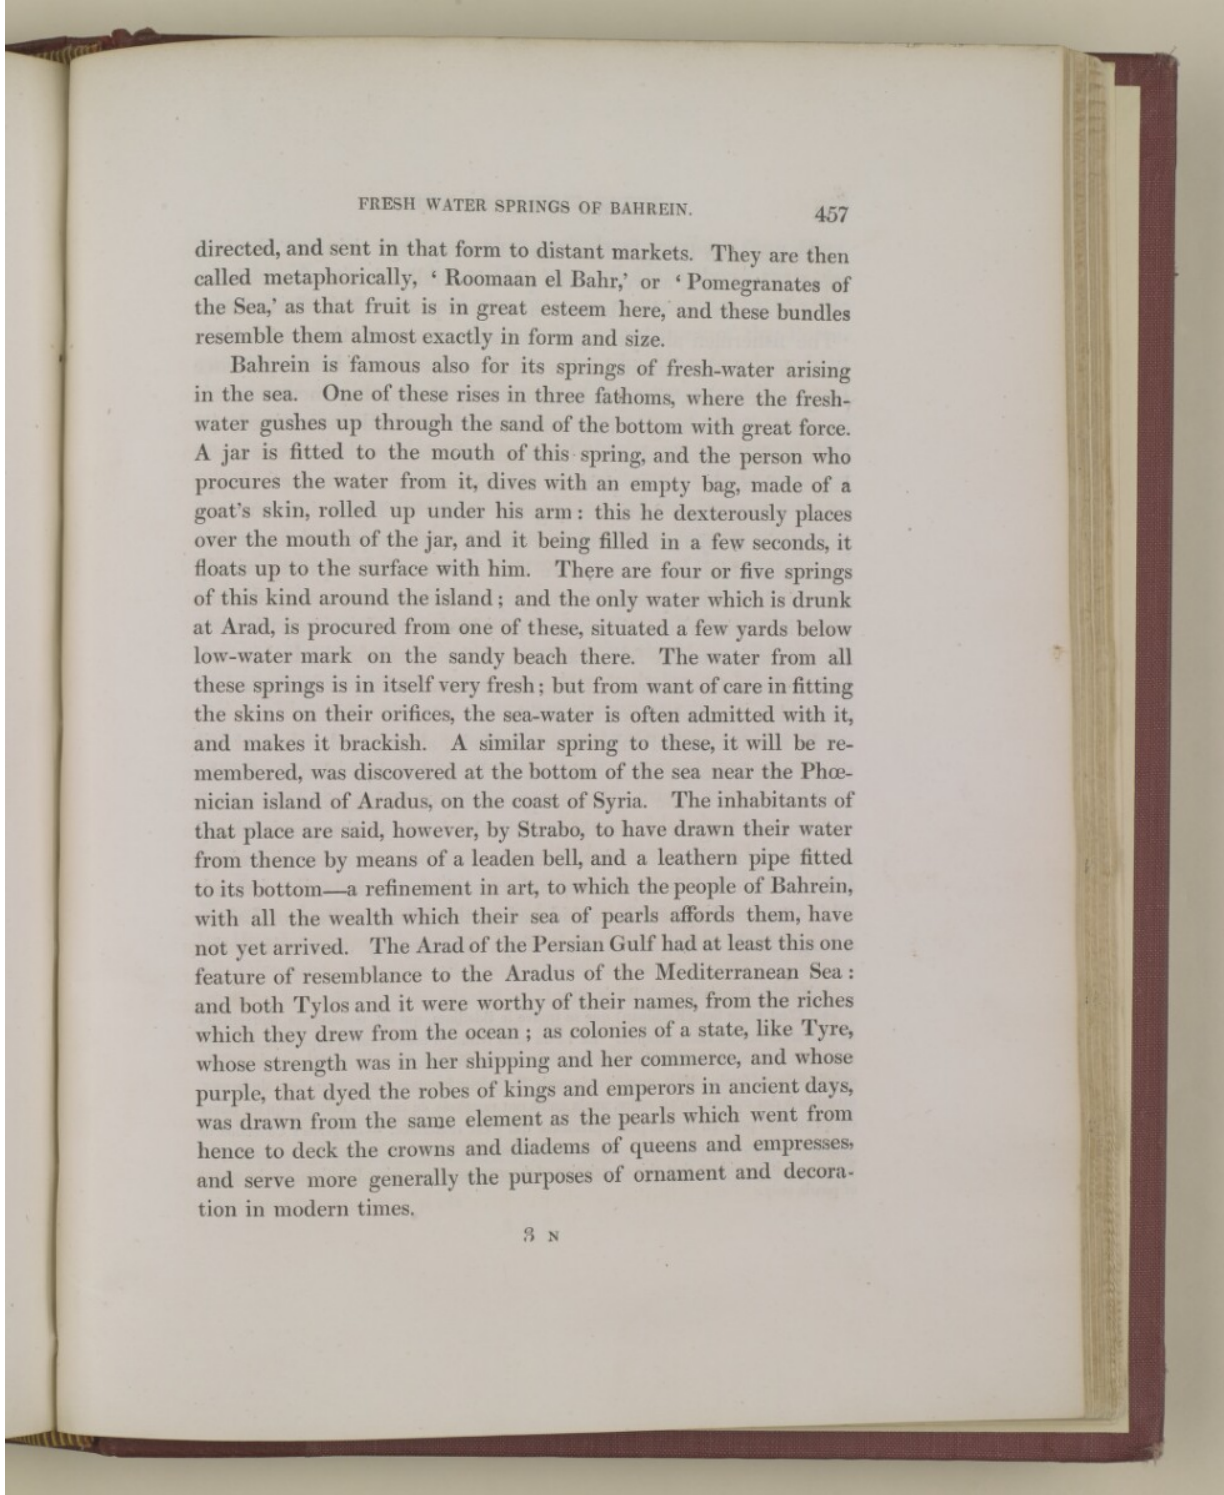 FRESH WATER SPRINGS OF BAHREIN. 457
directed, and sent in that form to distant markets. They are then
called metaphorically, ‘ Roomaan el Bahr,’ or ‘ Pomegranates of
the Sea,’ as that fruit is in great esteem here, and these bundles
resemble them almost exactly in form and size.
Bahrein is famous also for its springs of fresh-water arising
in the sea. One of these rises in three fathoms, where the fresh-
water gushes up through the sand of the bottom with great force.
A jar is fitted to the mouth of this spring, and the person who
procures the water from it, dives with an empty bag, made of a
goat’s skin, rolled up under his arm : this he dexterously places
over the mouth of the jar, and it being filled in a few seconds, it
floats up to the surface with him. There are four or five springs
of this kind around the island ; and the only water which is drunk
at Arad, is procured from one of these, situated a few yards below
low-water mark on the sandy beach there. The water from all
these springs is in itself very fresh ; but from want of care in fitting
the skins on their orifices, the sea-water is often admitted with it,
and makes it brackish. A similar spring to these, it will be re-
membered, was discovered at the bottom of the sea near the Phœ-
nician island of Aradus, on the coast of Syria. The inhabitants of
that place are said, however, by Strabo, to have drawn their water
from thence by means of a leaden bell, and a leathern pipe fitted
to its bottom—a refinement in art, to which the people of Bahrein,
with all the wealth which their sea of pearls affords them, have
not yet arrived. The Arad of the Persian Gulf had at least this one
feature of resemblance to the Aradus of the Mediterranean Sea :
and both Tylos and it were worthy of their names, from the riches
which they drew from the ocean ; as colonies of a state, like Tyre,
whose strength was in her shipping and her commerce, and whose
purple, that dyed the robes of kings and emperors in ancient days,
was drawn from the same element as the pearls which went from
hence to deck the crowns and diadems of queens and empresses,
and serve more generally the purposes of ornament and decora-
tion in modern times.
3 N